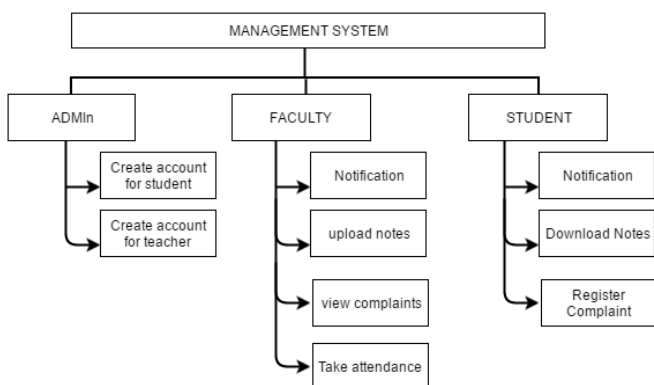 MANAGEMENT SYSTEM
ADMIn
FACULTY
STUDENT
Create account
for student
Create account
for teacher
Notification
upload notes
view complaints
Take attendance
Notification
Download Notes
Register
Complaint